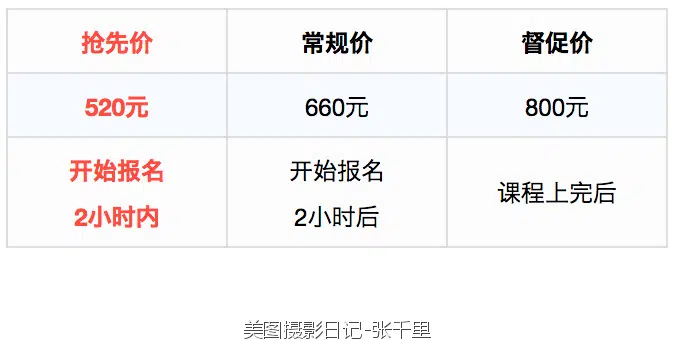 抢先价 常规价 督促价
520元 660元 800元
开始报名 开始报名 课程上完后
2小时内 2小时后
美图摄影日记-张千里